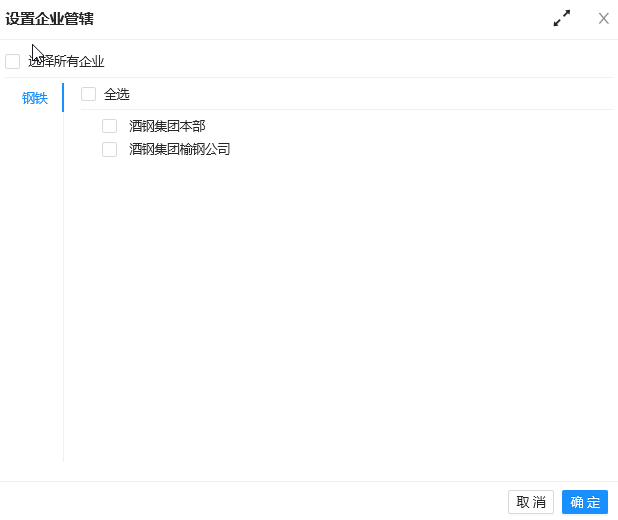 设置企业管辖
选择所有企业
钢铁
全选
酒钢集团本部
酒钢集团榆钢公司
取 消
确 定